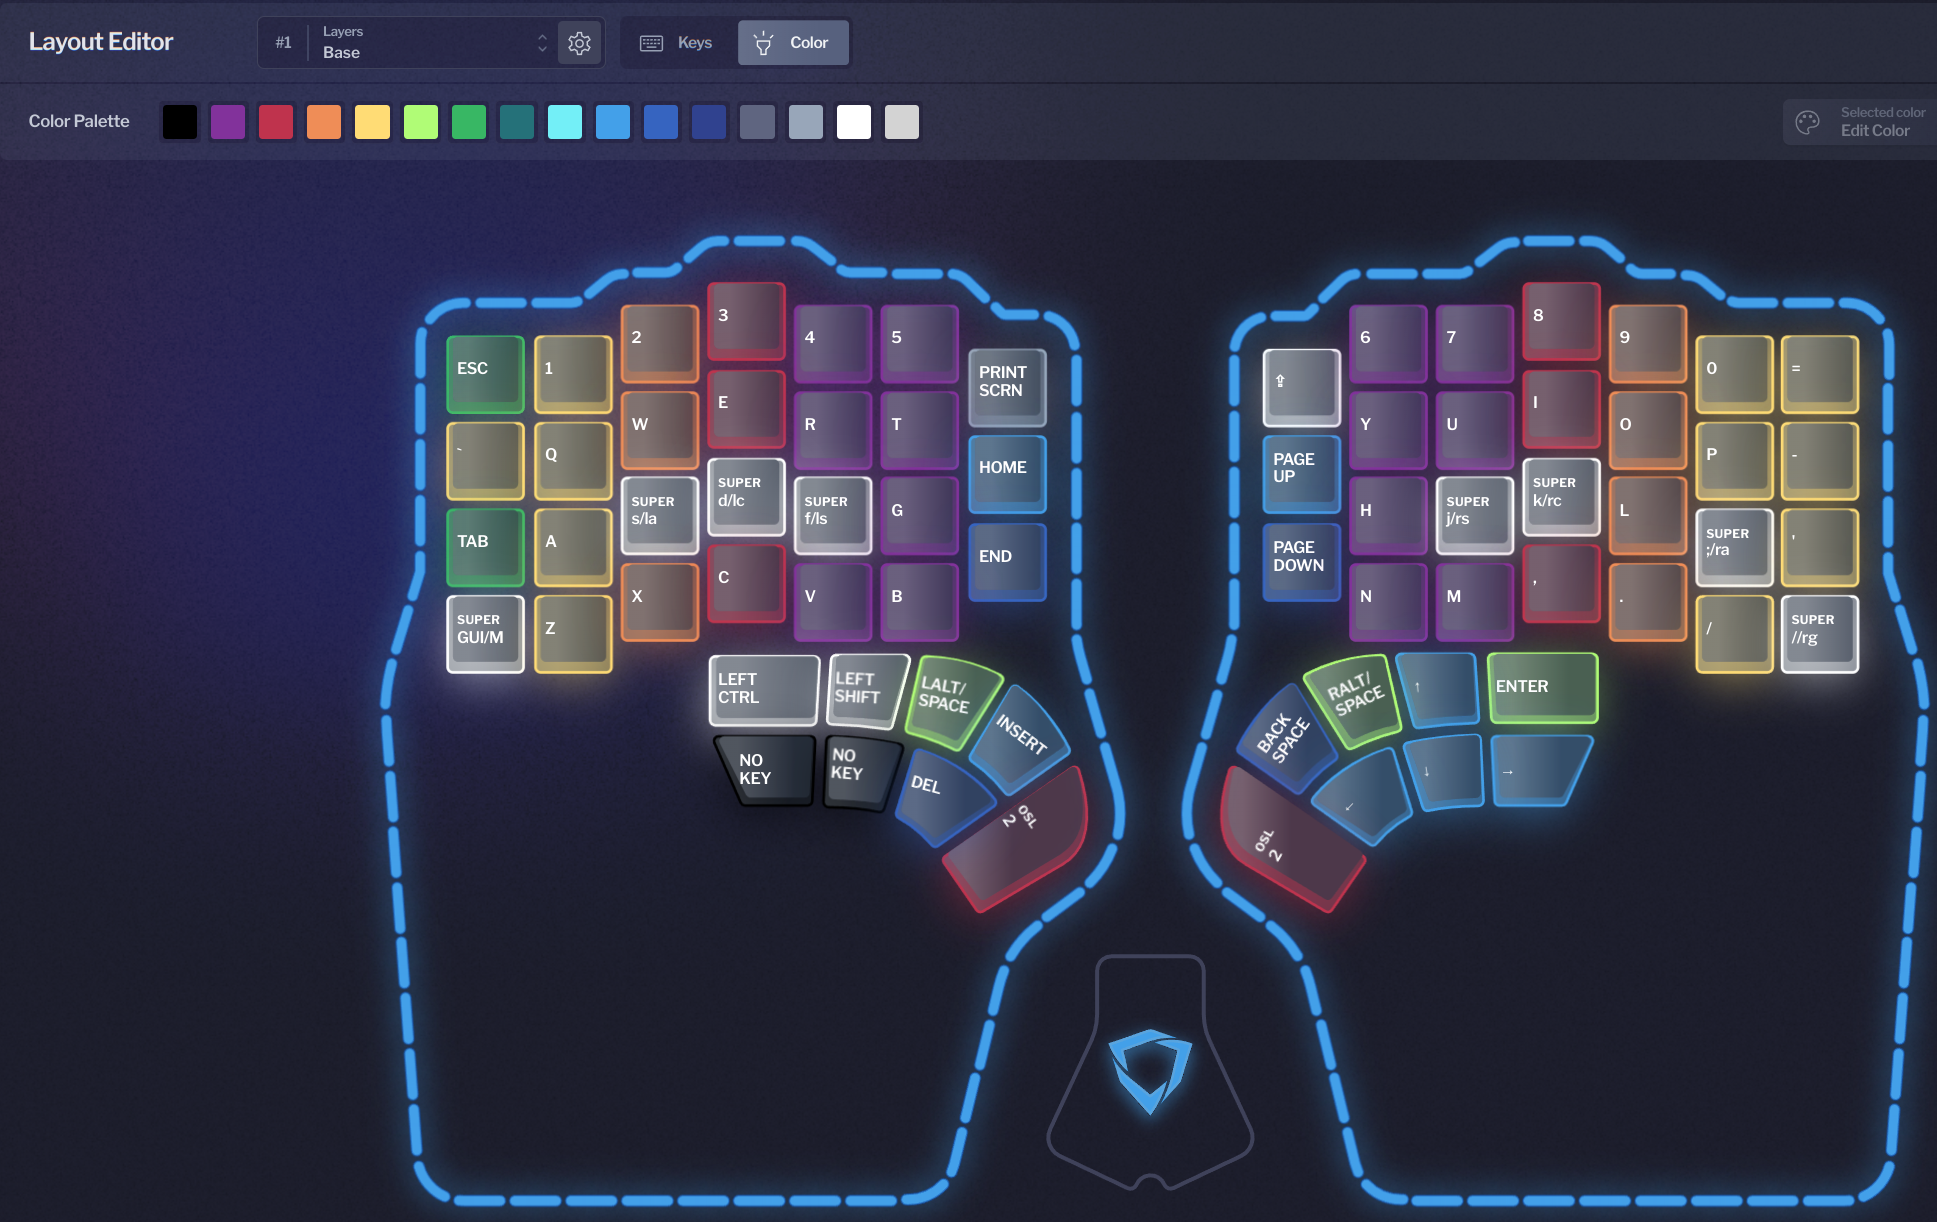 Layout Editor
#1
Layers
Base
Keys
Color
Color Palette
Selected color
Edit Color
ESC
1
2
3
4
5
PRINT
SCRN
`
Q
W
E
R
T
HOME
TAB
A
SUPER
s/la
SUPER
d/lc
SUPER
f/ls
G
END
SUPER
GUI/M
Z
X
C
V
B
LEFT
CTRL
LEFT
SHIFT
LALT/
SPACE
INSERT
NO
KEY
NO
KEY
DEL
OSL
2
⇪
6
7
8
9
0
=
PAGE
UP
Y
U
I
O
P
-
PAGE
DOWN
H
SUPER
j/rs
SUPER
k/rc
L
SUPER
;/ra
'
N
M
,
.
/
SUPER
//rg
BACK
SPACE
RALT/
SPACE
↑
ENTER
OSL
2
←
↓
→